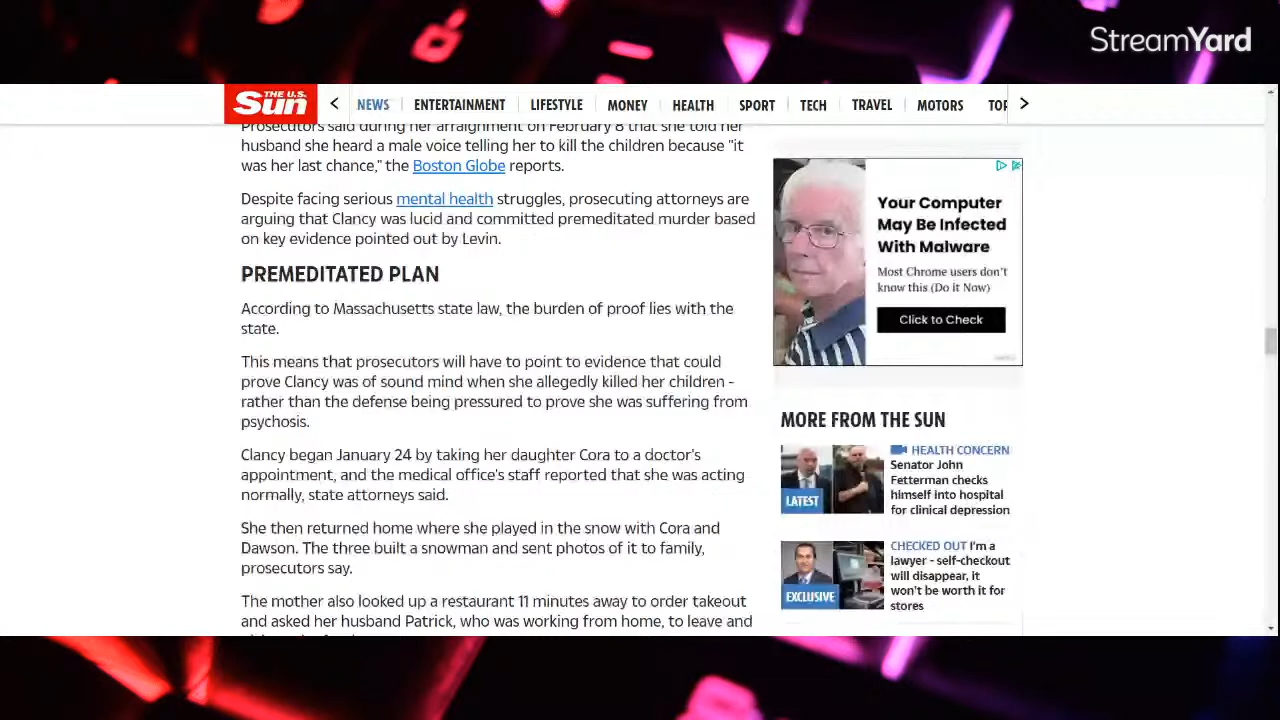 StreamYard
THE U.S. Sun
NEWS
ENTERTAINMENT
LIFESTYLE
MONEY
HEALTH
SPORT
TECH
TRAVEL
MOTORS
TOP
Prosecutors said during her arraignment on February 8 that she told her
husband she heard a male voice telling her to kill the children because "it
was her last chance," the Boston Globe reports.
Despite facing serious mental health struggles, prosecuting attorneys are
arguing that Clancy was lucid and committed premeditated murder based
on key evidence pointed out by Levin.
PREMEDITATED PLAN
According to Massachusetts state law, the burden of proof lies with the
state.
This means that prosecutors will have to point to evidence that could
prove Clancy was of sound mind when she allegedly killed her children -
rather than the defense being pressured to prove she was suffering from
psychosis.
Clancy began January 24 by taking her daughter Cora to a doctor's
appointment, and the medical office's staff reported that she was acting
normally, state attorneys said.
She then returned home where she played in the snow with Cora and
Dawson. The three built a snowman and sent photos of it to family,
prosecutors say.
The mother also looked up a restaurant 11 minutes away to order takeout
and asked her husband Patrick, who was working from home, to leave and
Your Computer
May Be Infected
With Malware
Most Chrome users don't
know this (Do it Now)
Click to Check
MORE FROM THE SUN
LATEST
HEALTH CONCERN
Senator John
Fetterman checks
himself into hospital
for clinical depression
EXCLUSIVE
CHECKED OUT I'm a
lawyer - self-checkout
will disappear, it
won't be worth it for
stores